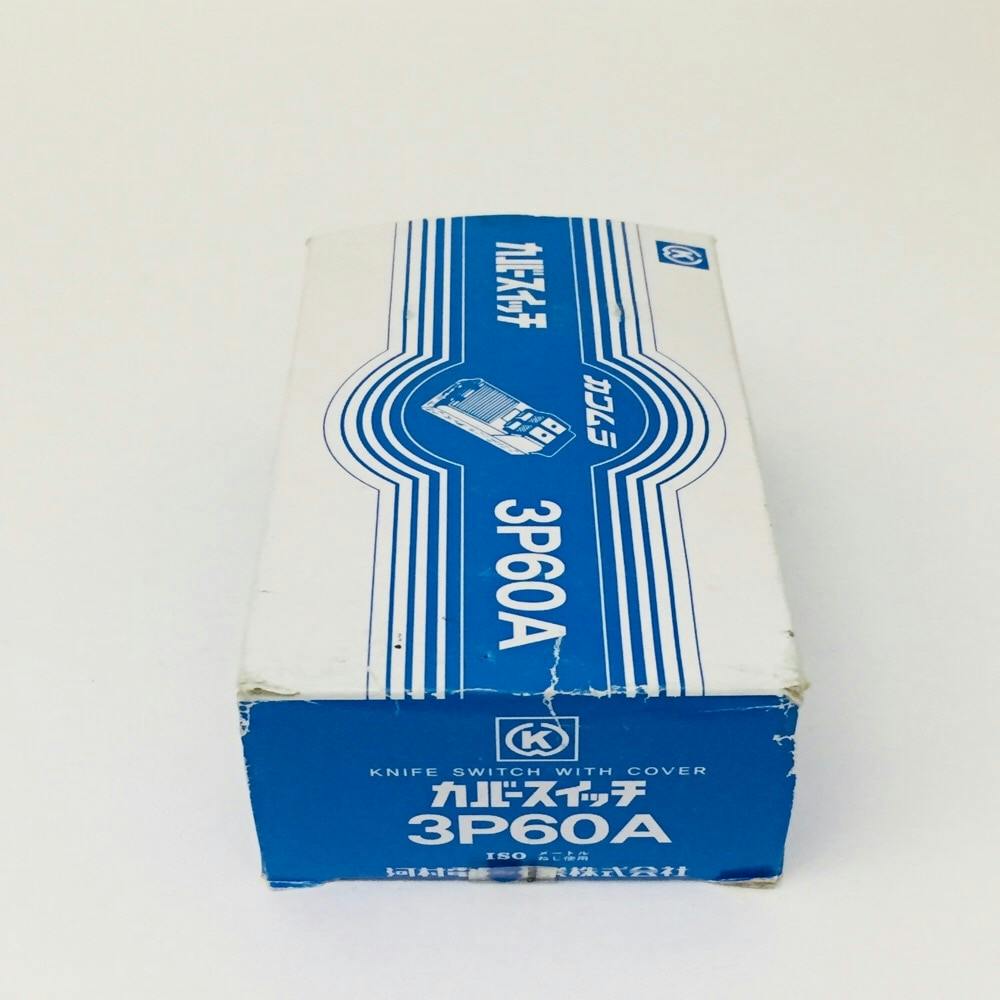 カバースイッチ
カワムラ
3P60A
K
K
KNIFE SWITCH WITH COVER
カバースイッチ
3P60A
ISO メートル
ねじ使用
河村 株式会社